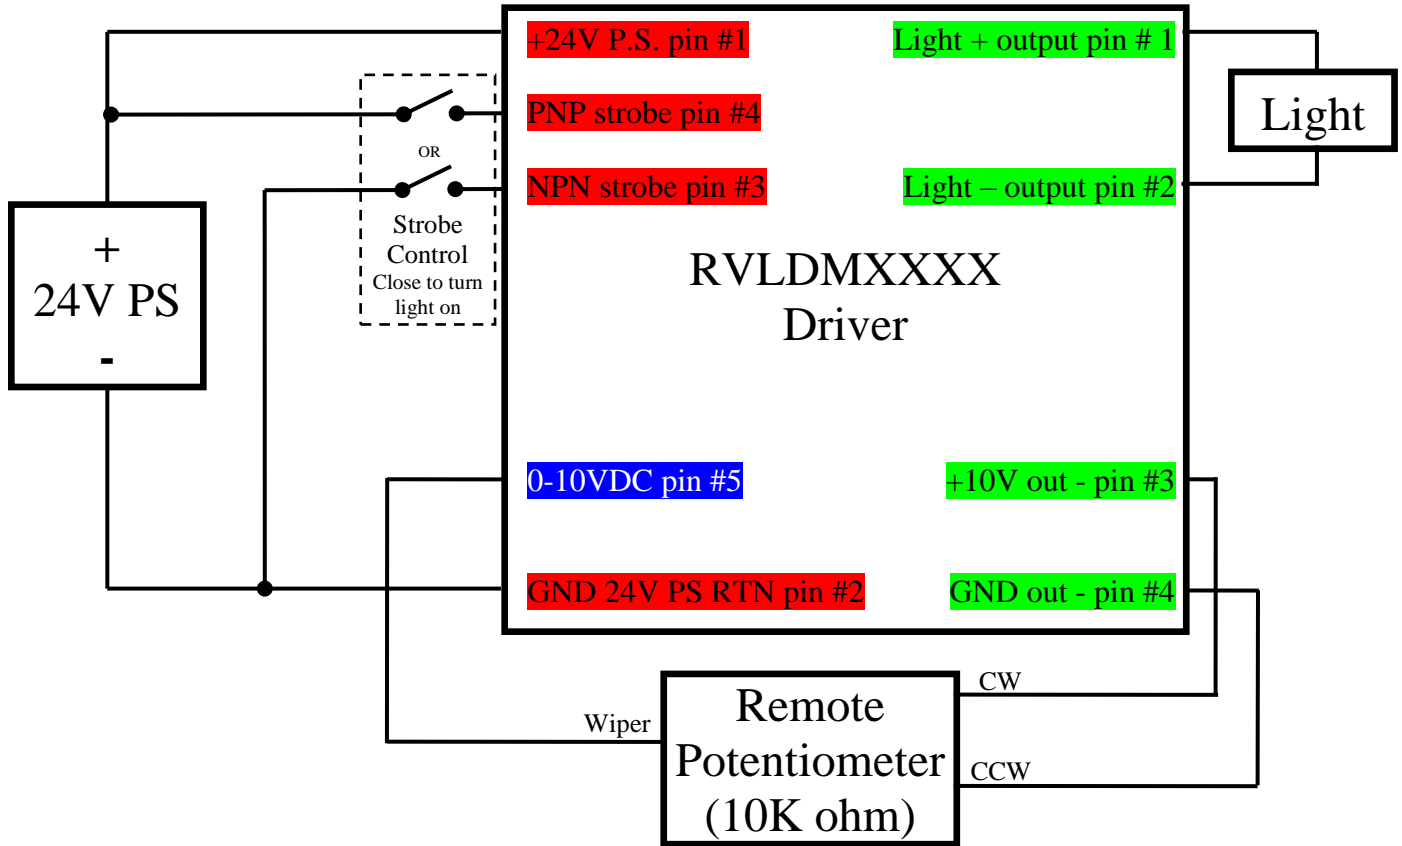 +24V P.S. pin #1
Light + output pin # 1
PNP strobe pin #4
Light
OR
NPN strobe pin #3
Light – output pin #2
Strobe
Control
Close to turn
light on
+
24V PS
-
RVLDMXXXX
Driver
0-10VDC pin #5
+10V out - pin #3
GND 24V PS RTN pin #2
GND out - pin #4
CW
Wiper
Remote
Potentiometer
(10K ohm)
CCW